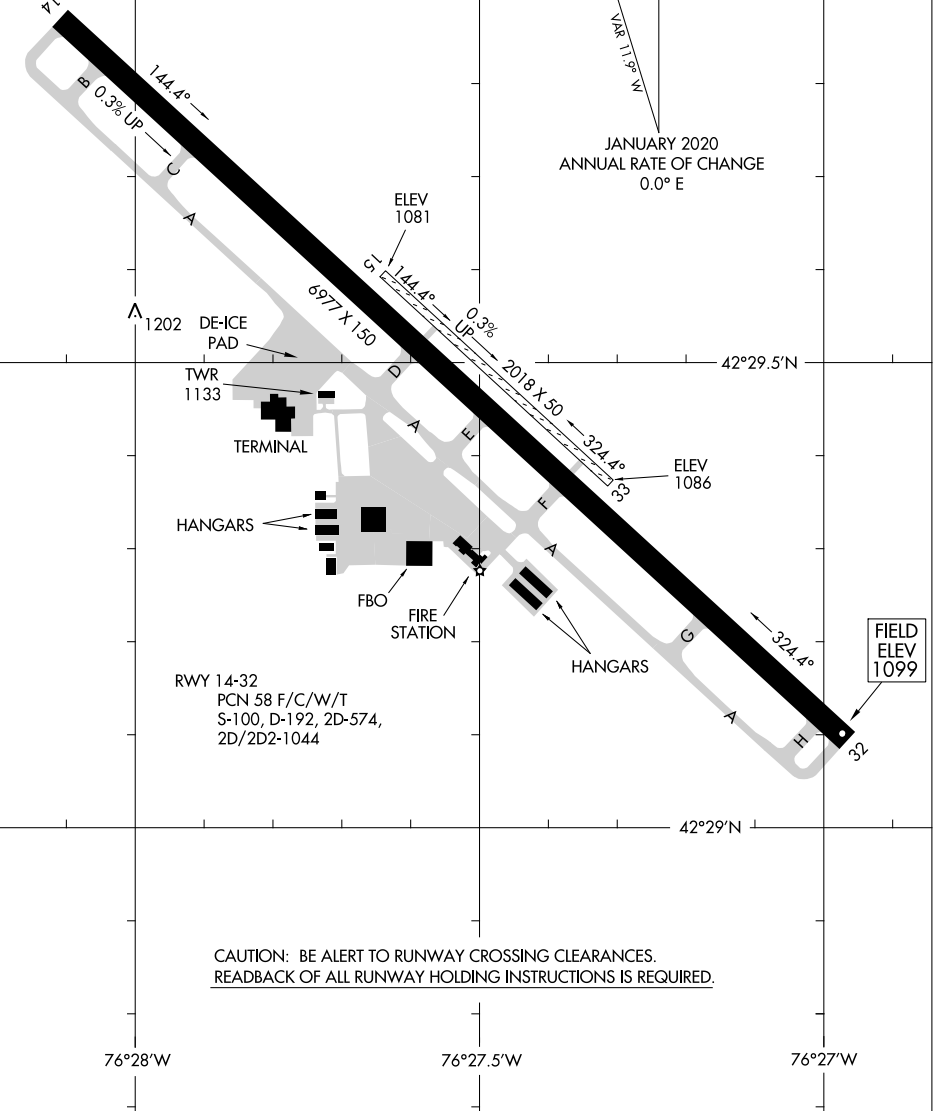 14
VAR 11.9° W
B
144.4°
0.3% UP
JANUARY 2020
ANNUAL RATE OF CHANGE
0.0° E
C
A
ELEV
1081
15
144.4°
0.3%
UP
6977 X 150
1202
DE-ICE
PAD
2018 X 50
42°29.5'N
D
TWR
1133
A
E
324.4°
TERMINAL
ELEV
1086
33
F
HANGARS
A
FBO
FIRE
STATION
HANGARS
G
324.4°
FIELD
ELEV
1099
RWY 14-32
PCN 58 F/C/W/T
S-100, D-192, 2D-574,
2D/2D2-1044
A
H
32
42°29'N
CAUTION: BE ALERT TO RUNWAY CROSSING CLEARANCES.
READBACK OF ALL RUNWAY HOLDING INSTRUCTIONS IS REQUIRED.
76°28'W
76°27.5'W
76°27'W